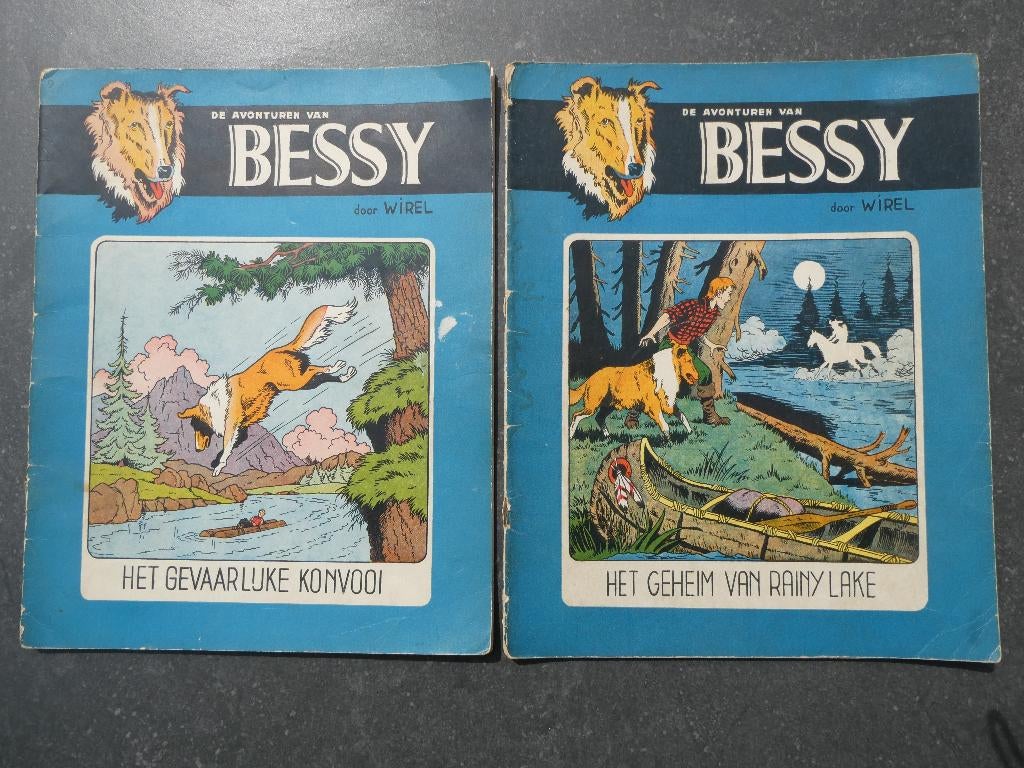 DE AVONTUREN VAN
BESSY
door WiREL
HET GEVAARLIJKE KONVOOI
DE AVONTUREN VAN
BESSY
door WiREL
HET GEHEIM VAN RAINY LAKE